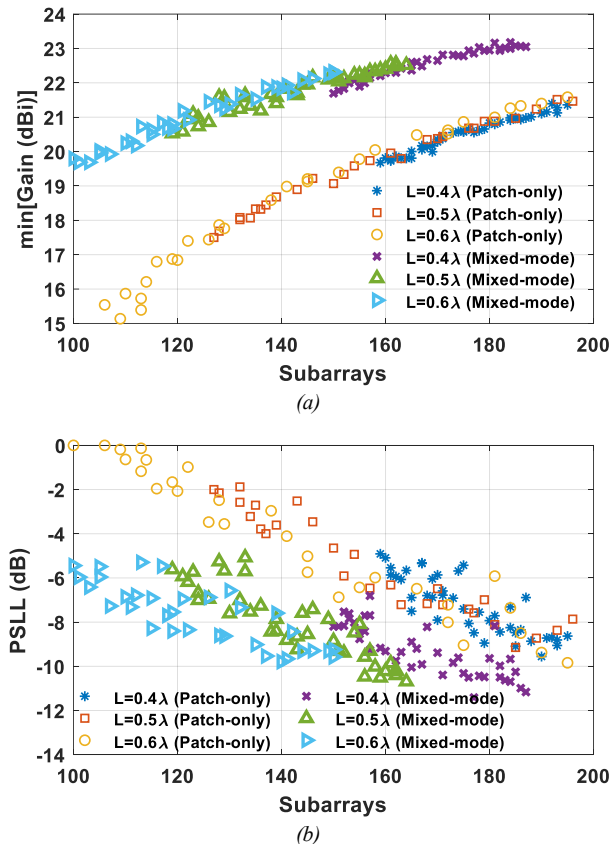 (a)
24
23
22
21
20
19
18
17
16
15
min[Gain (dBi)]
L=0.4λ (Patch-only)
L=0.5λ (Patch-only)
L=0.6λ (Patch-only)
L=0.4λ (Mixed-mode)
L=0.5λ (Mixed-mode)
L=0.6λ (Mixed-mode)
100 120 140 160 180 200
Subarrays
(a)
0
-2
-4
-6
-8
-10
-12
-14
PSLL (dB)
L=0.4λ (Patch-only) L=0.4λ (Mixed-mode)
L=0.5λ (Patch-only) L=0.5λ (Mixed-mode)
L=0.6λ (Patch-only) L=0.6λ (Mixed-mode)
100 120 140 160 180 200
Subarrays
(b)